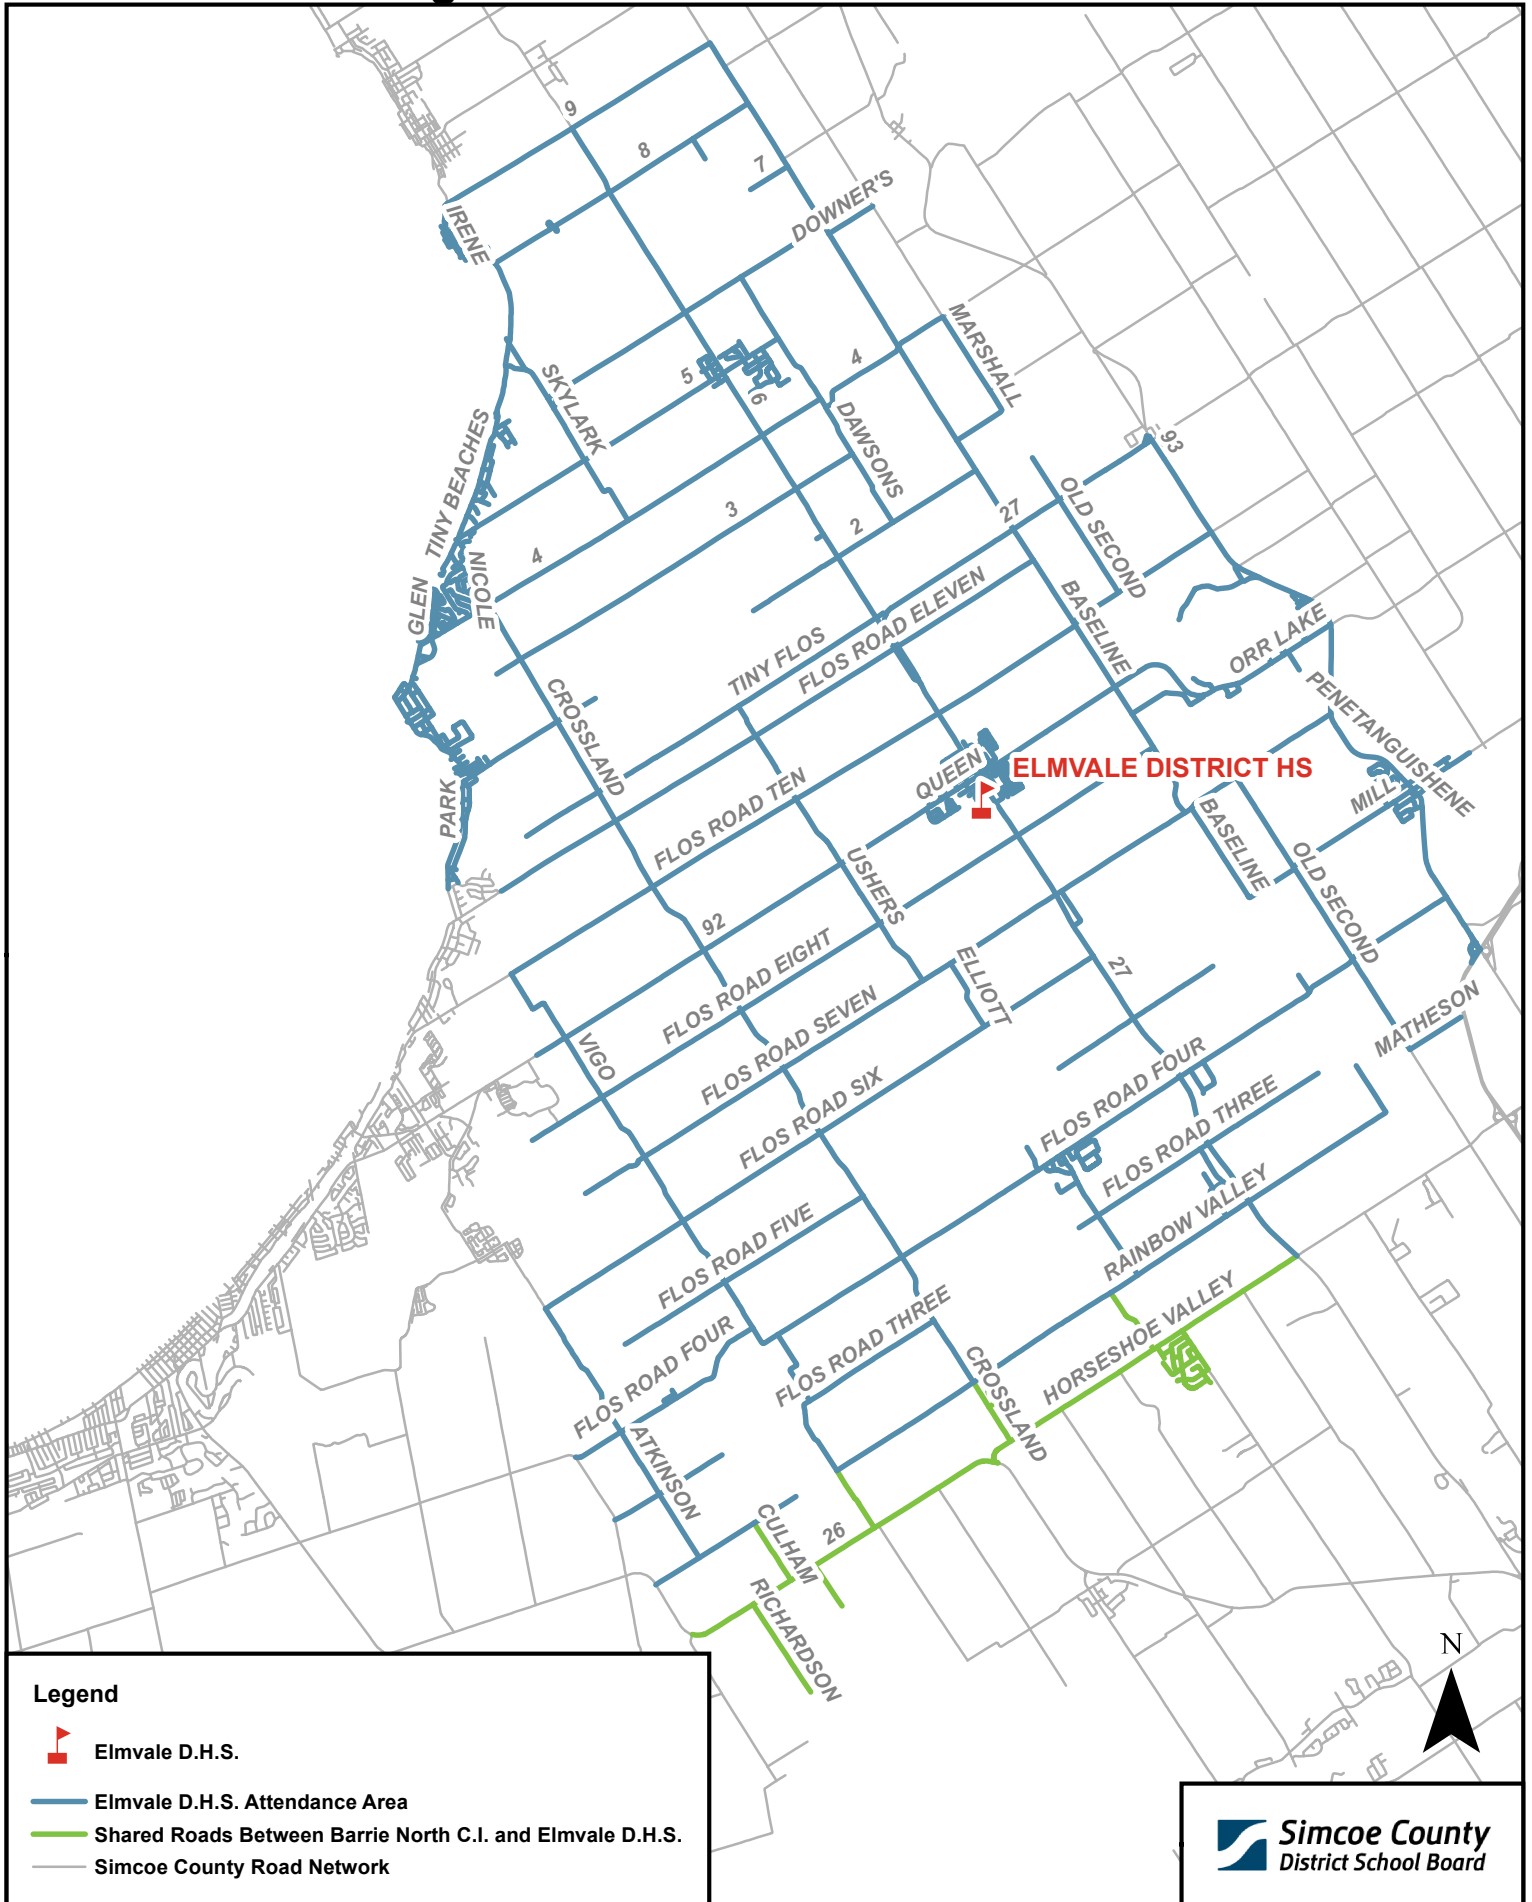 9
8
7
DOWNER'S
IRENE
MARSHALL
SKYLARK
5
6
4
DAWSONS
93
TINY BEACHES
OLD SECOND
3
2
27
4
NICOLE
GLEN
FLOS ROAD ELEVEN
BASELINE
TINY FLOS
ORR LAKE
PENETANGUISHENE
CROSSLAND
QUEEN
ELMVALE DISTRICT HS
PARK
FLOS ROAD TEN
MILL
BASELINE
USHERS
OLD SECOND
92
FLOS ROAD EIGHT
ELLIOTT
27
FLOS ROAD SEVEN
MATHESON
VIGO
FLOS ROAD SIX
FLOS ROAD FOUR
FLOS ROAD THREE
FLOS ROAD FIVE
RAINBOW VALLEY
FLOS ROAD THREE
HORSESHOE VALLEY
FLOS ROAD FOUR
CROSSLAND
ATKINSON
CULHAM
26
RICHARDSON
N
Legend
Elmvale D.H.S.
Elmvale D.H.S. Attendance Area
Shared Roads Between Barrie North C.I. and Elmvale D.H.S.
Simcoe County Road Network
Simcoe County
District School Board